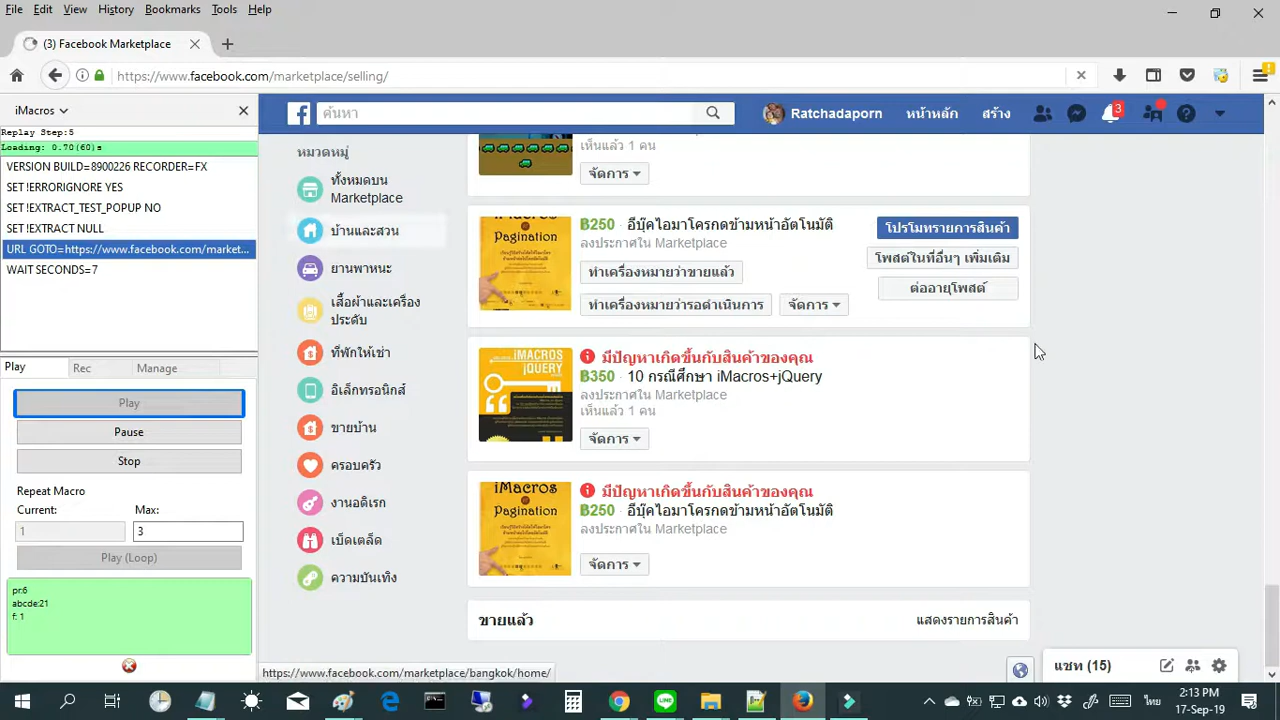 File Edit View History Bookmarks Tools Help
(3) Facebook Marketplace
https://www.facebook.com/marketplace/selling/
iMacros
Replay Step:5
Loading: 0.70(60)s
VERSION BUILD=8900226 RECORDER=FX
SET !ERRORIGNORE YES
SET !EXTRACT_TEST_POPUP NO
SET !EXTRACT NULL
URL GOTO=https://www.facebook.com/market...
WAIT SECONDS=7
Play Rec Manage
Play
Pause
Stop
Repeat Macro
Current: Max:
1 3
Play (Loop)
pr:6
abcde:21
f: 1
ค้นหา
Ratchadaporn หน้าหลัก สร้าง 3
หมวดหมู่
ทั้งหมดบน
Marketplace
บ้านและสวน
ยานพาหนะ
เสื้อผ้าและเครื่อง
ประดับ
ที่พักให้เช่า
อิเล็กทรอนิกส์
ขายบ้าน
ครอบครัว
งานอดิเรก
เบ็ดเตล็ด
ความบันเทิง
เห็นแล้ว 1 คน
จัดการ
iMacros
Pagination
฿250 · อีบุ๊คไอมาโครกดข้ามหน้าอัตโนมัติ
ลงประกาศใน Marketplace
ทำเครื่องหมายว่าขายแล้ว
ทำเครื่องหมายว่ารอดำเนินการ จัดการ
โปรโมทรายการสินค้า
โพสต์ในที่อื่นๆ เพิ่มเติม
ต่ออายุโพสต์
iMACROS
jQUERY
มีปัญหาเกิดขึ้นกับสินค้าของคุณ
฿350 · 10 กรณีศึกษา iMacros+jQuery
ลงประกาศใน Marketplace
เห็นแล้ว 1 คน
จัดการ
iMacros
Pagination
มีปัญหาเกิดขึ้นกับสินค้าของคุณ
฿250 · อีบุ๊คไอมาโครกดข้ามหน้าอัตโนมัติ
ลงประกาศใน Marketplace
จัดการ
ขายแล้ว แสดงรายการสินค้า
แชท (15)
https://www.facebook.com/marketplace/bangkok/home/
ไทย
2:13 PM
17-Sep-19